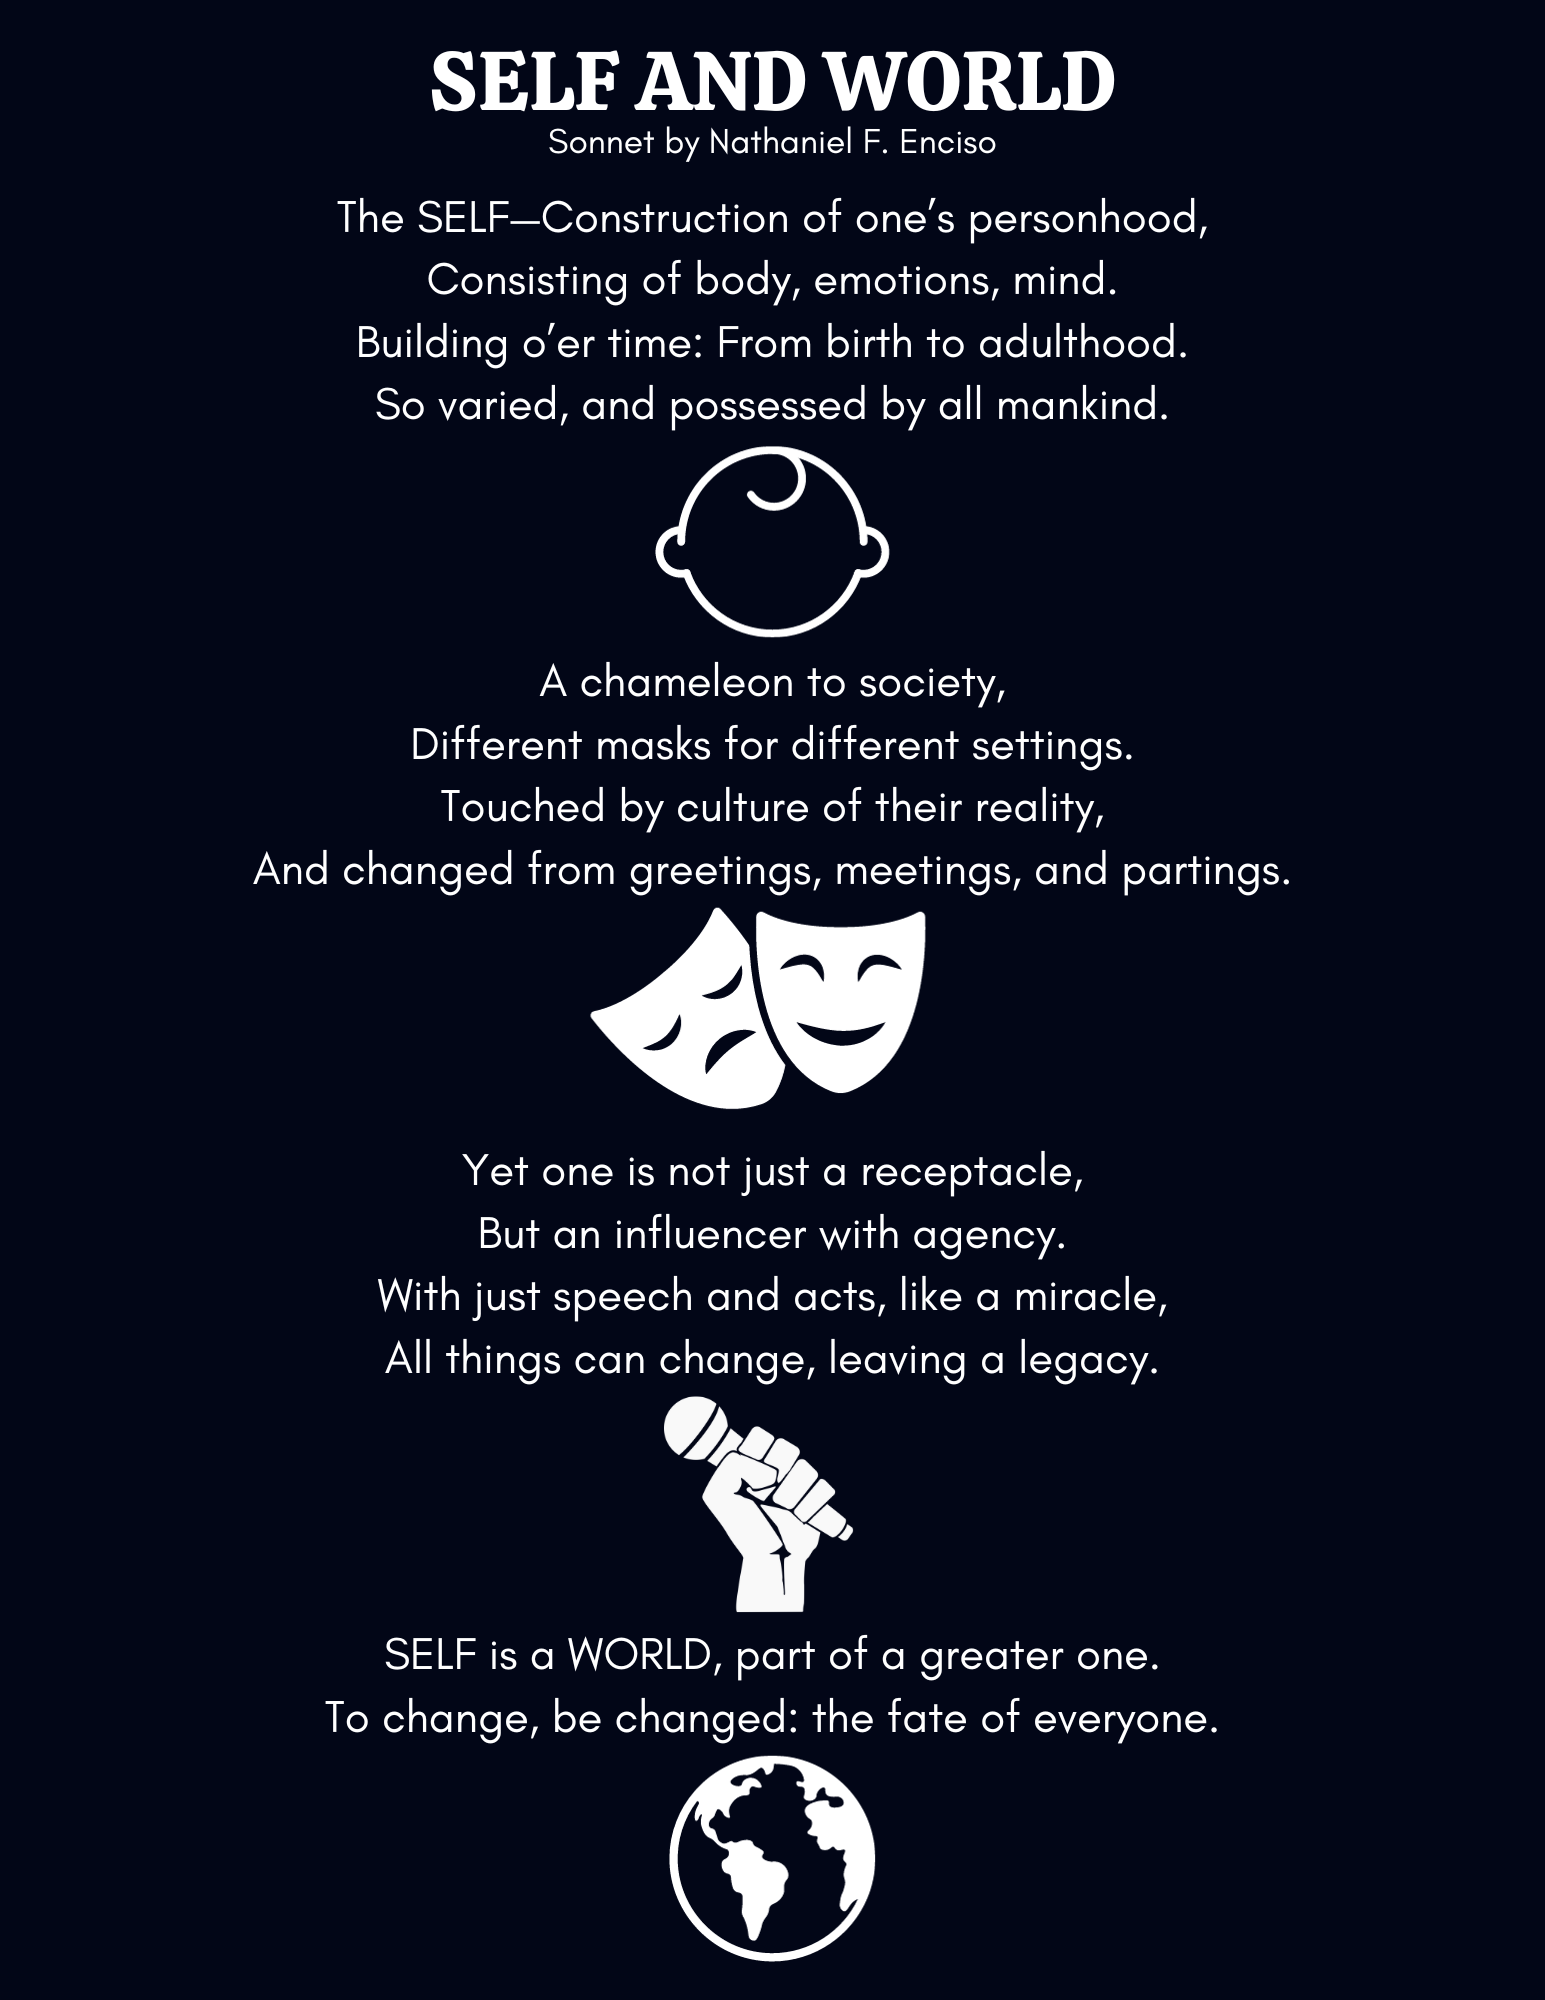 SELF AND WORLD
Sonnet by Nathaniel F. Enciso
The SELF—Construction of one’s personhood,
Consisting of body, emotions, mind.
Building o’er time: From birth to adulthood.
So varied, and possessed by all mankind.
A chameleon to society,
Different masks for different settings.
Touched by culture of their reality,
And changed from greetings, meetings, and partings.
Yet one is not just a receptacle,
But an influencer with agency.
With just speech and acts, like a miracle,
All things can change, leaving a legacy.
SELF is a WORLD, part of a greater one.
To change, be changed: the fate of everyone.